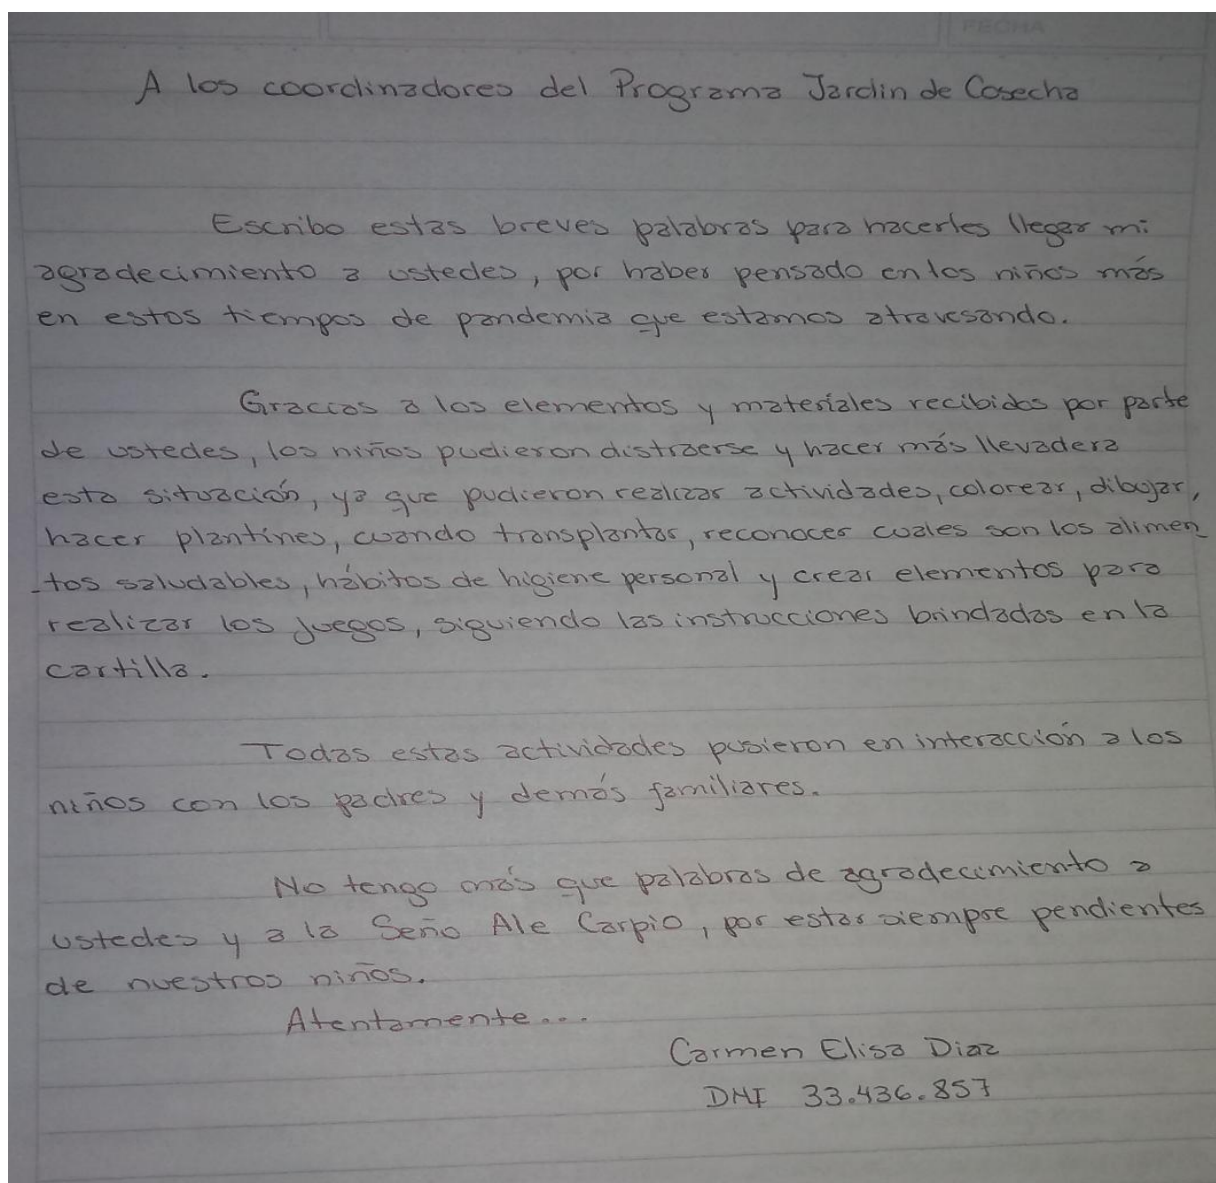 FECHA
A los coordinadores del Programa Jardin de Cosecha
Escribo estas breves palabras para hacerles llegar mi
agradecimiento a ustedes, por haber pensado en los niños más
en estos tiempos de pandemia que estamos atravesando.
Gracias a los elementos y materiales recibidos por parte
de ustedes, los niños pudieron distraerse y hacer más llevadera
esta situación, ya que pudieron realizar actividades, colorear, dibujar,
hacer plantines, cuando transplantar, reconocer cuales son los alimen_
_tos saludables, hábitos de higiene personal y crear elementos para
realizar los juegos, siguiendo las instrucciones brindadas en la
cartilla.
Todas estas actividades pusieron en interacción a los
niños con los padres y demás familiares.
No tengo más que palabras de agradecimiento a
ustedes y a la Seño Ale Carpio, por estar siempre pendientes
de nuestros niños.
Atentamente...
Carmen Elisa Diaz
DNI 33.436.857